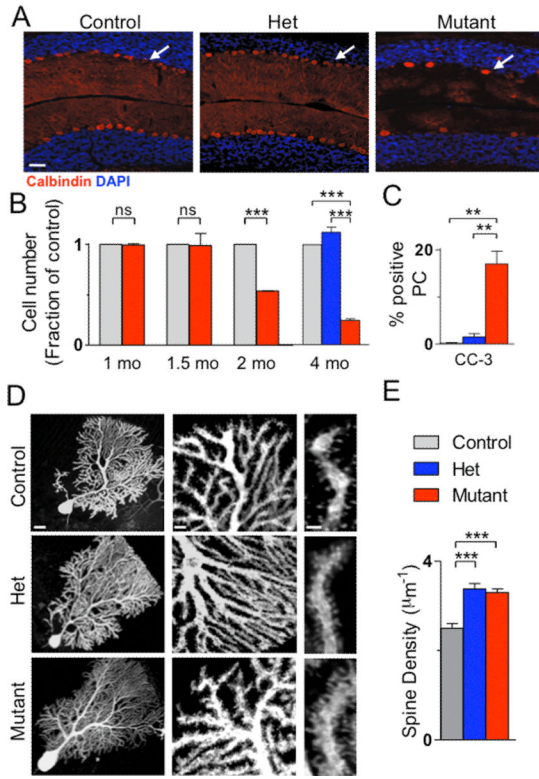 A
Control Het Mutant
Calbindin DAPI
B
Cell number
(Fraction of control)
1
0
ns ns *** *** ***
1 mo 1.5 mo 2 mo 4 mo
C
% positive
PC
20
10
0
** **
CC-3
D
Control
Het
Mutant
E
Control
Het
Mutant
Spine Density (µm-1)
4
2
0
*** ***